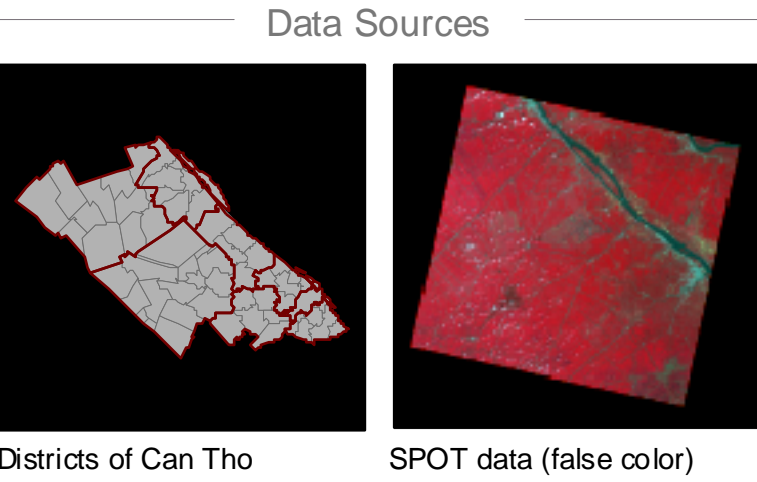 Data Sources
Districts of Can Tho
SPOT data (false color)